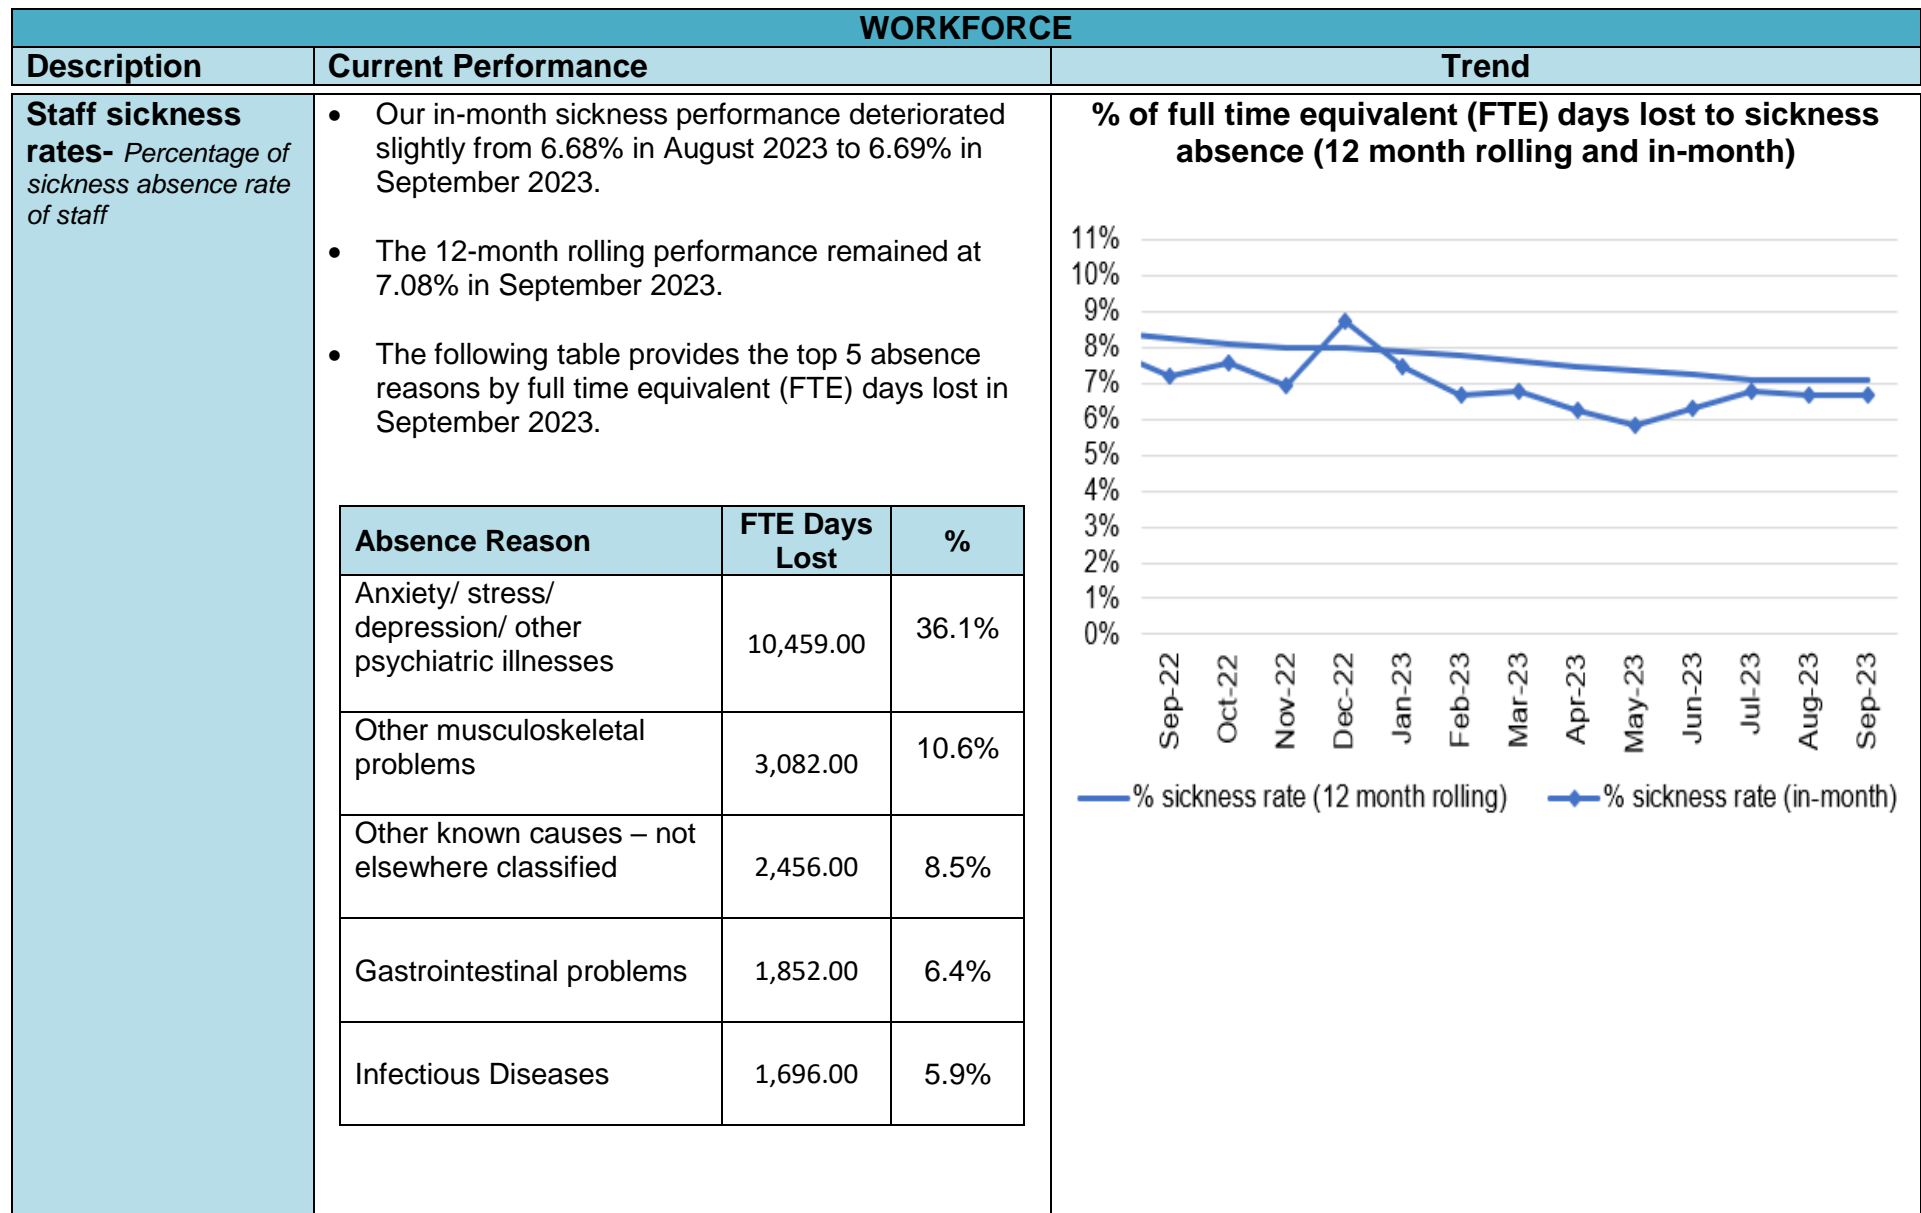 WORKFORCE
Description
Current Performance
Trend
Staff sickness
rates- Percentage of
sickness absence rate
of staff
• Our in-month sickness performance deteriorated
slightly from 6.68% in August 2023 to 6.69% in
September 2023.
• The 12-month rolling performance remained at
7.08% in September 2023.
• The following table provides the top 5 absence
reasons by full time equivalent (FTE) days lost in
September 2023.
Absence Reason
FTE Days
Lost
%
Anxiety/ stress/
depression/ other
psychiatric illnesses
10,459.00
36.1%
Other musculoskeletal
problems
3,082.00
10.6%
Other known causes – not
elsewhere classified
2,456.00
8.5%
Gastrointestinal problems
1,852.00
6.4%
Infectious Diseases
1,696.00
5.9%
% of full time equivalent (FTE) days lost to sickness
absence (12 month rolling and in-month)
11%
10%
9%
8%
7%
6%
5%
4%
3%
2%
1%
0%
Sep-22
Oct-22
Nov-22
Dec-22
Jan-23
Feb-23
Mar-23
Apr-23
May-23
Jun-23
Jul-23
Aug-23
Sep-23
% sickness rate (12 month rolling)
% sickness rate (in-month)